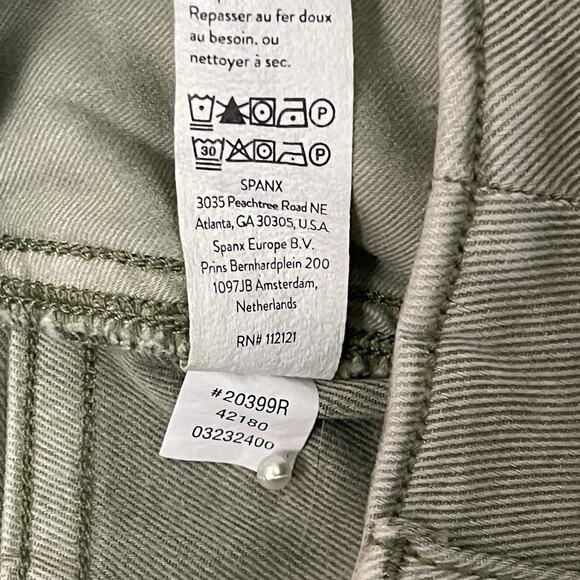 Repasser au fer doux
au besoin. ou
nettoyer à sec.
P
30 P
SPANX
3035 Peachtree Road NE
Atlanta, GA 30305, U.S.A.
Spanx Europe B.V.
Prins Bernhardplein 200
1097JB Amsterdam,
Netherlands
RN# 112121
#20399R
42180
03232400